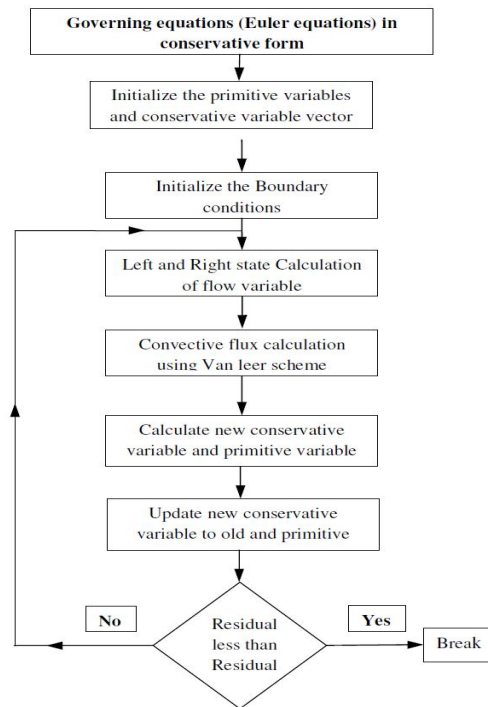 Governing equations (Euler equations) in
conservative form
Initialize the primitive variables
and conservative variable vector
Initialize the Boundary
conditions
Left and Right state Calculation
of flow variable
Convective flux calculation
using Van leer scheme
Calculate new conservative
variable and primitive variable
Update new conservative
variable to old and primitive
No
Residual
less than
Residual
Yes
Break